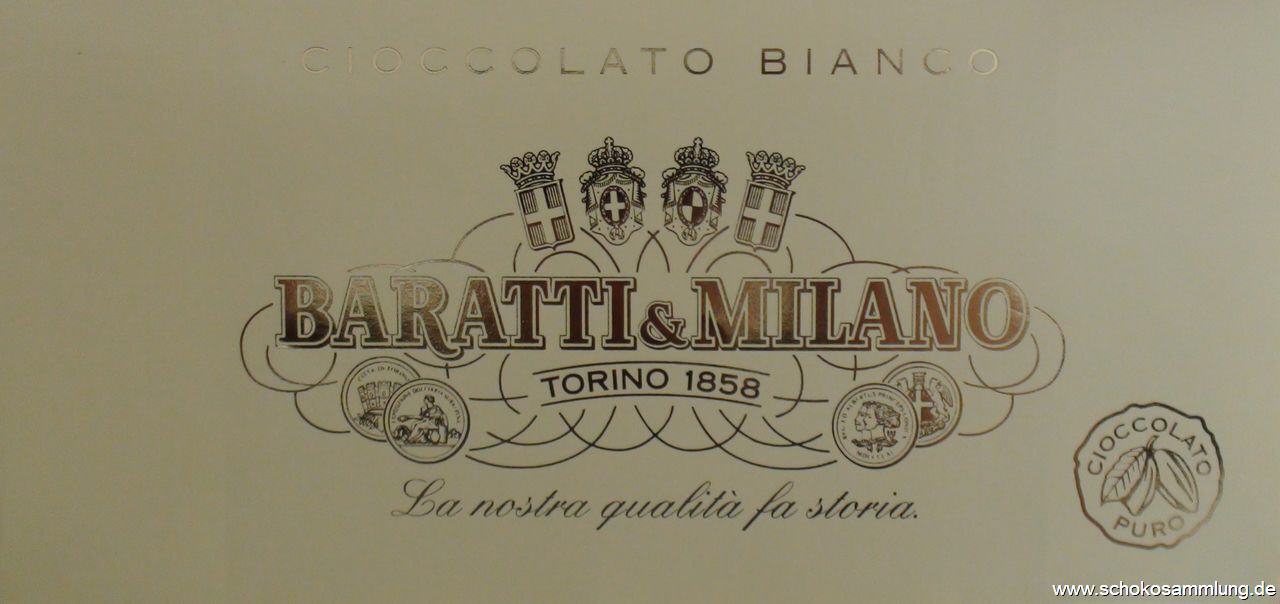 CIOCCOLATO BIANCO
BARATTI & MILANO
TORINO 1858
La nostra qualità fa storia.
CIOCCOLATO
PURO
www.schokosammlung.de